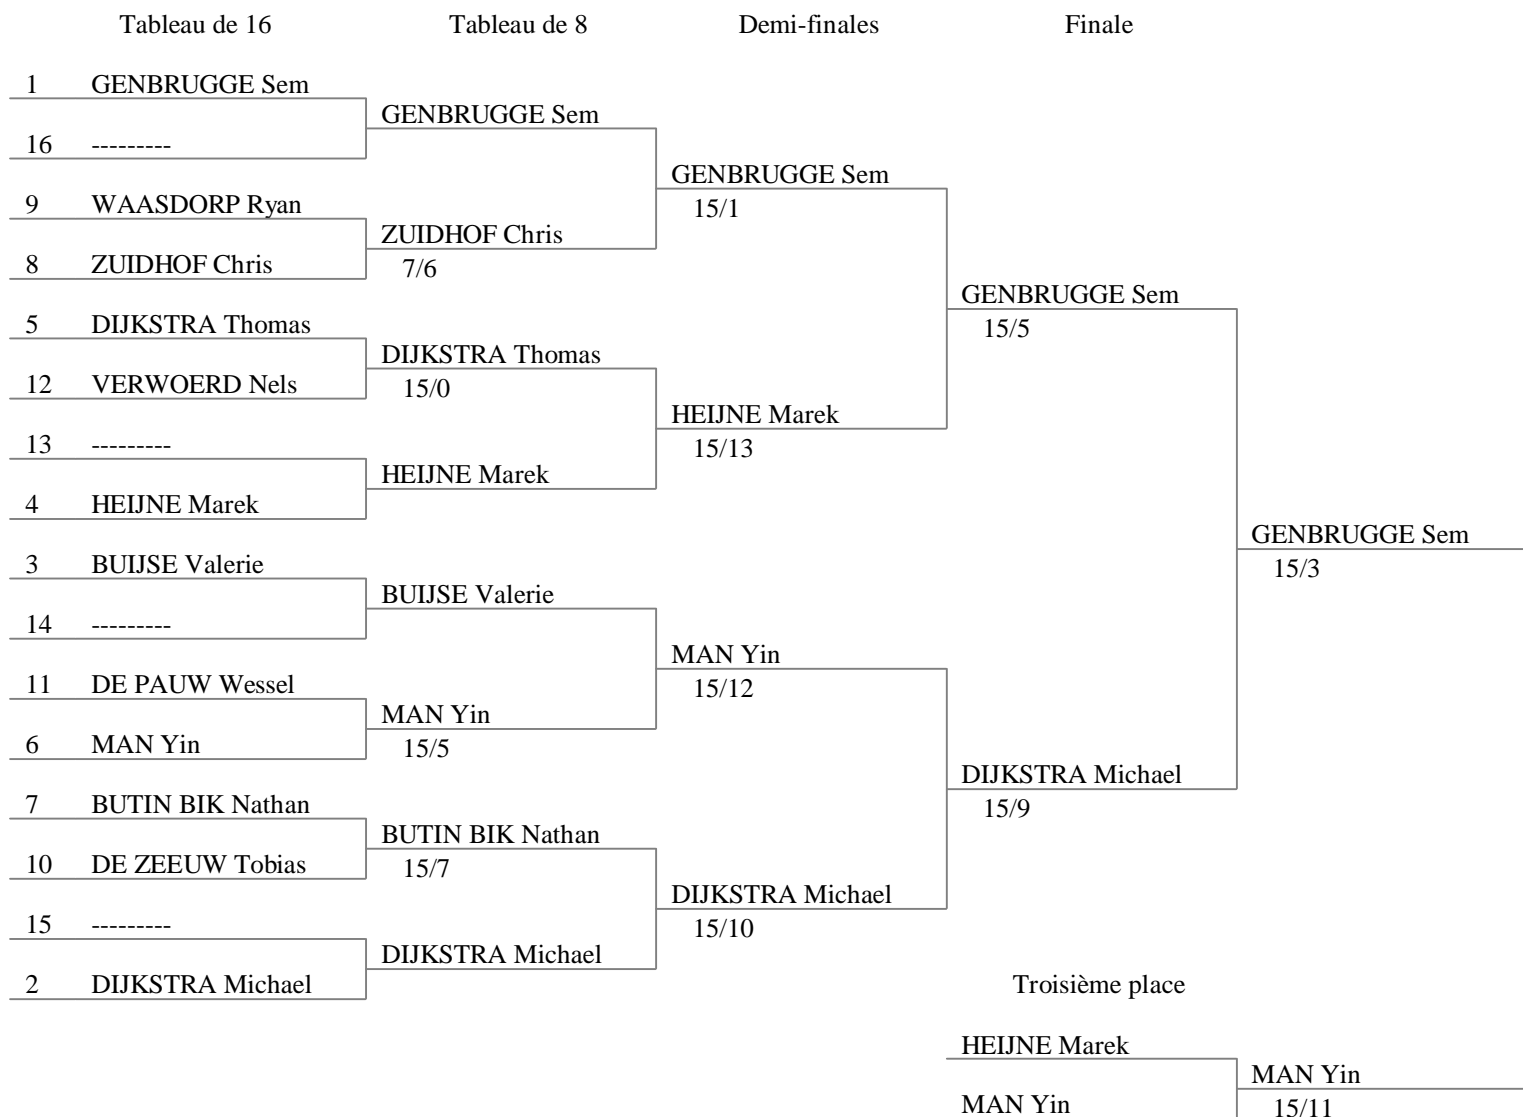 Tableau de 16 Tableau de 8 Demi-finales Finale
1 GENBRUGGE Sem
GENBRUGGE Sem
16 ---------
GENBRUGGE Sem
15/1
9 WAASDORP Ryan
ZUIDHOF Chris
7/6
8 ZUIDHOF Chris
GENBRUGGE Sem
15/5
5 DIJKSTRA Thomas
DIJKSTRA Thomas
15/0
12 VERWOERD Nels
HEIJNE Marek
15/13
13 ---------
HEIJNE Marek
4 HEIJNE Marek
GENBRUGGE Sem
15/3
3 BUIJSE Valerie
BUIJSE Valerie
14 ---------
MAN Yin
15/12
11 DE PAUW Wessel
MAN Yin
15/5
6 MAN Yin
DIJKSTRA Michael
15/9
7 BUTIN BIK Nathan
BUTIN BIK Nathan
15/7
10 DE ZEEUW Tobias
DIJKSTRA Michael
15/10
15 ---------
DIJKSTRA Michael
2 DIJKSTRA Michael
Troisième place
HEIJNE Marek
MAN Yin
MAN Yin
15/11